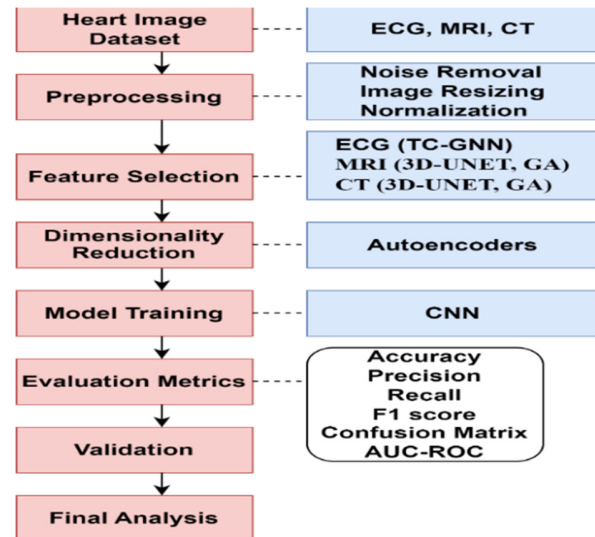 Heart Image
Dataset
ECG, MRI, CT
Preprocessing
Noise Removal
Image Resizing
Normalization
Feature Selection
ECG (TC-GNN)
MRI (3D-UNET, GA)
CT (3D-UNET, GA)
Dimensionality
Reduction
Autoencoders
Model Training
CNN
Evaluation Metrics
Accuracy
Precision
Recall
F1 score
Confusion Matrix
AUC-ROC
Validation
Final Analysis